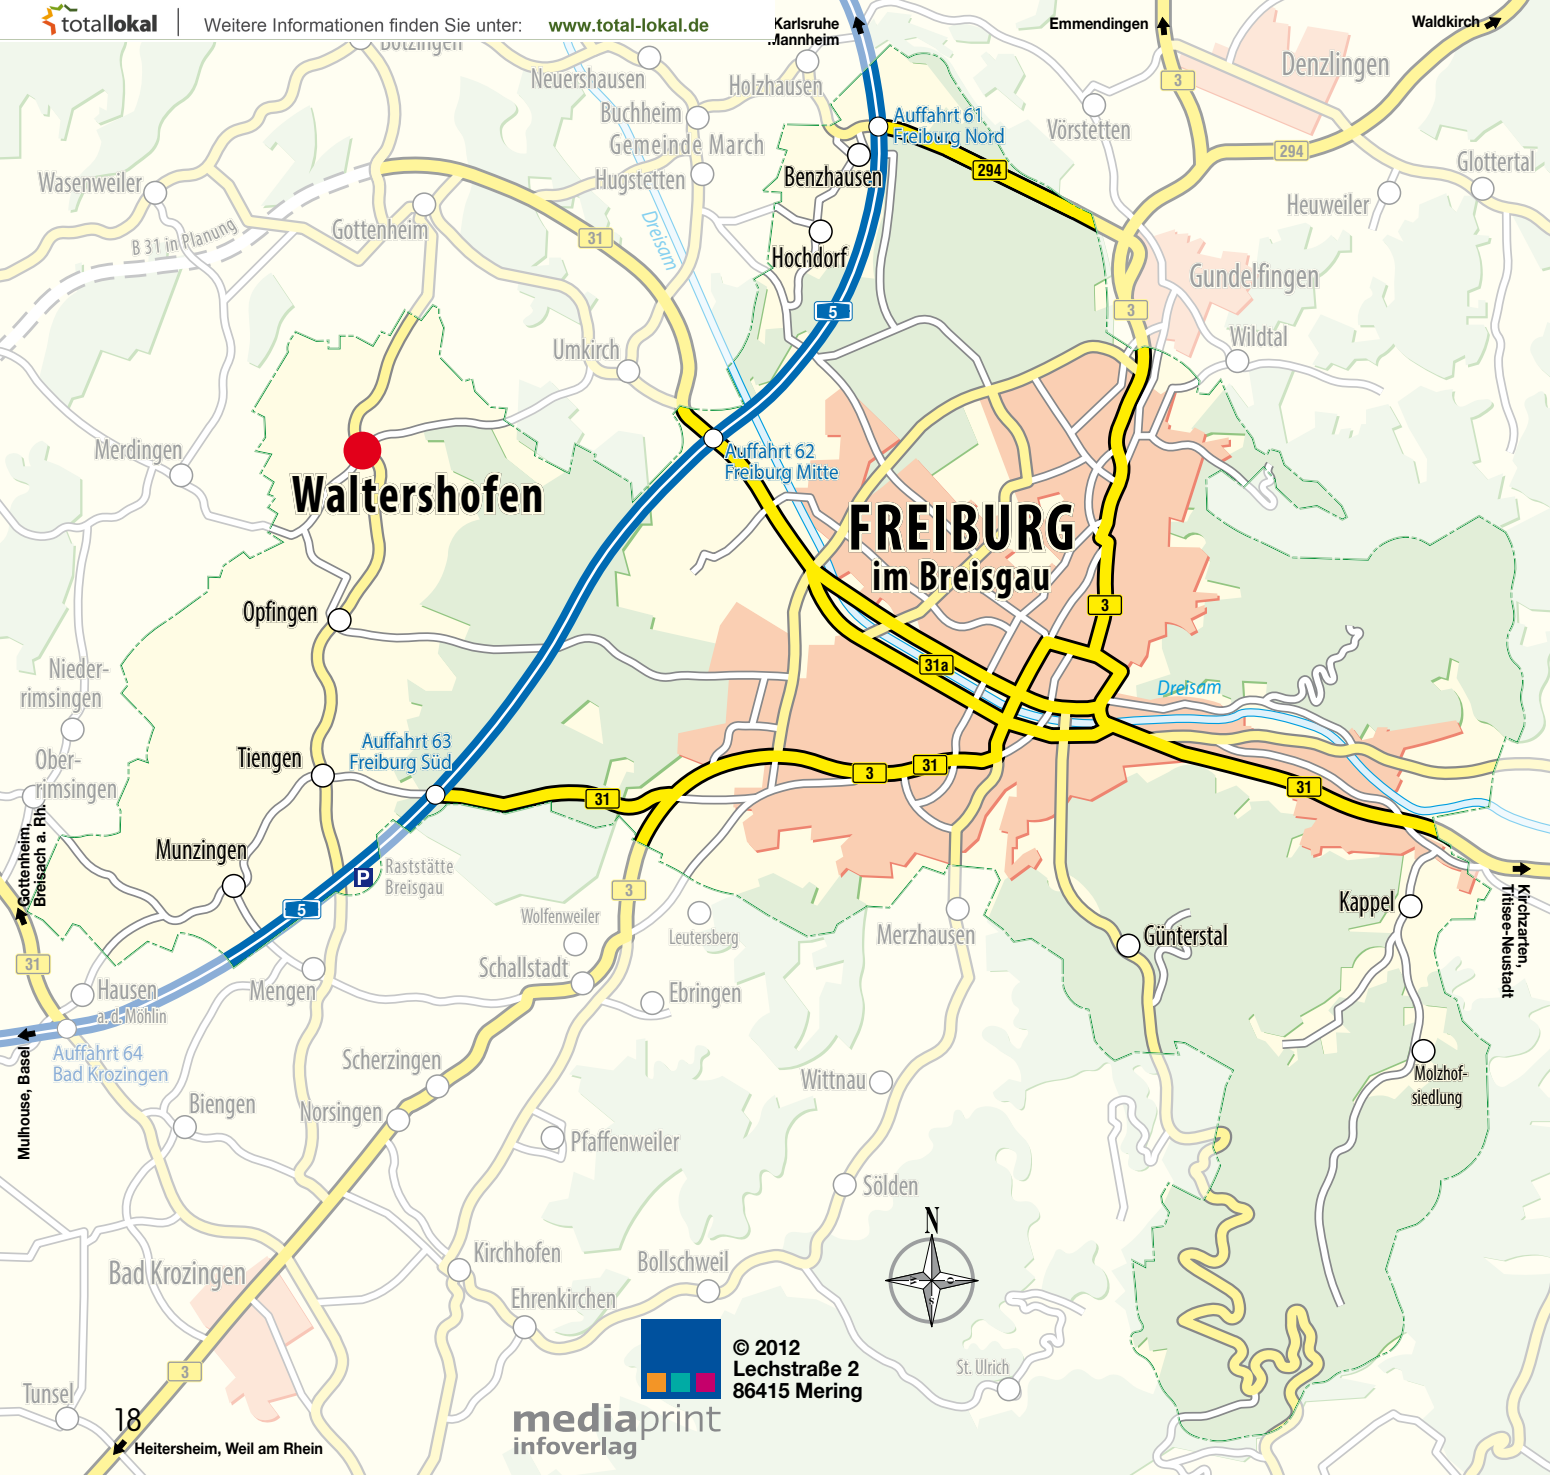 totallokal
Weitere Informationen finden Sie unter: www.total-lokal.de
Karlsruhe
Mannheim
Emmendingen
Waldkirch
Bötzingen
Neuershausen
Holzhausen
Denzlingen
3
Buchheim
Auffahrt 61
Freiburg Nord
Vörstetten
Gemeinde March
294
294
Glottertal
Hugstetten
Benzhausen
Wasenweiler
Heuweiler
B 31 in Planung
Gottenheim
31
Dreisam
Hochdorf
Gundelfingen
5
3
Umkirch
Wildtal
Merdingen
Auffahrt 62
Freiburg Mitte
Waltershofen
FREIBURG
im Breisgau
Opfingen
3
Nieder-
rimsingen
31a
Dreisam
Tiengen
Auffahrt 63
Freiburg Süd
Ober-
rimsingen
31
3
31
31
Gottenheim,
Breisach a. Rh.
Munzingen
Raststätte
Breisgau
P
3
5
Kappel
Kirchzarten,
Titisee-Neustadt
Wolfenweiler
Leutersberg
Merzhausen
Günterstal
31
Schallstadt
Hausen
a. d. Möhlin
Mengen
Ebringen
Auffahrt 64
Bad Krozingen
Mulhouse, Basel
Scherzingen
Wittnau
Molzhof-
siedlung
Biengen
Norsingen
Pfaffenweiler
Sölden
N
O
S
W
Bad Krozingen
Kirchhofen
Bollschweil
Ehrenkirchen
3
© 2012
Lechstraße 2
86415 Mering
St. Ulrich
Tunsel
18
mediaprint
infoverlag
Heitersheim, Weil am Rhein